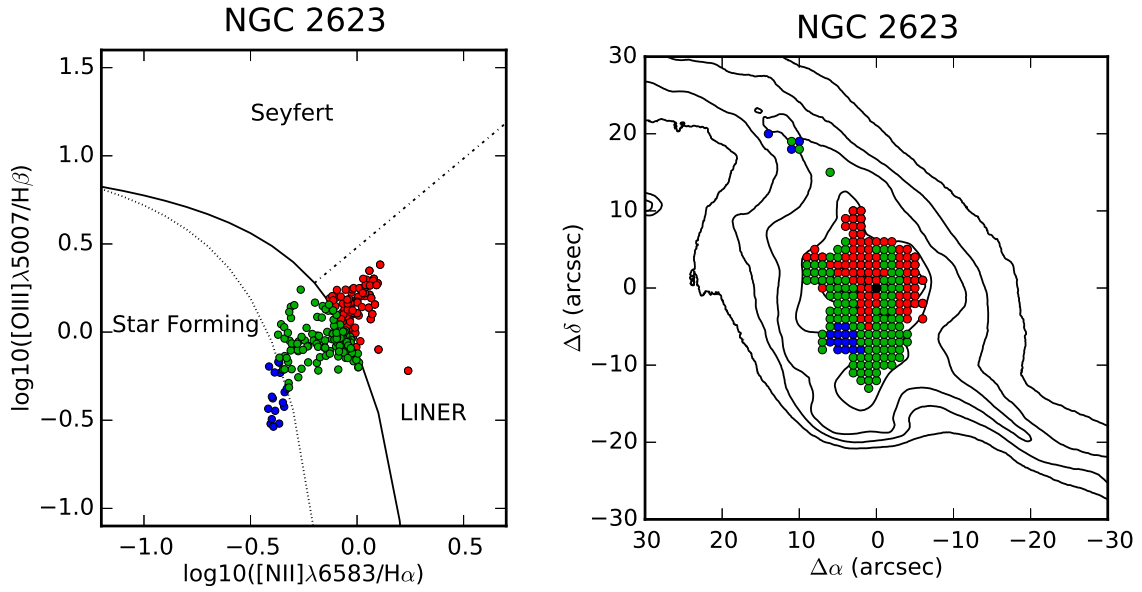 NGC 2623
1.5
1.0
0.5
0.0
−0.5
−1.0
log10([OIII]λ5007/Hβ)
Seyfert
Star Forming
LINER
−1.0 −0.5 0.0 0.5
log10([NII]λ6583/Hα)
NGC 2623
30
20
10
0
−10
−20
−30
Δδ (arcsec)
30 20 10 0 −10 −20 −30
Δα (arcsec)